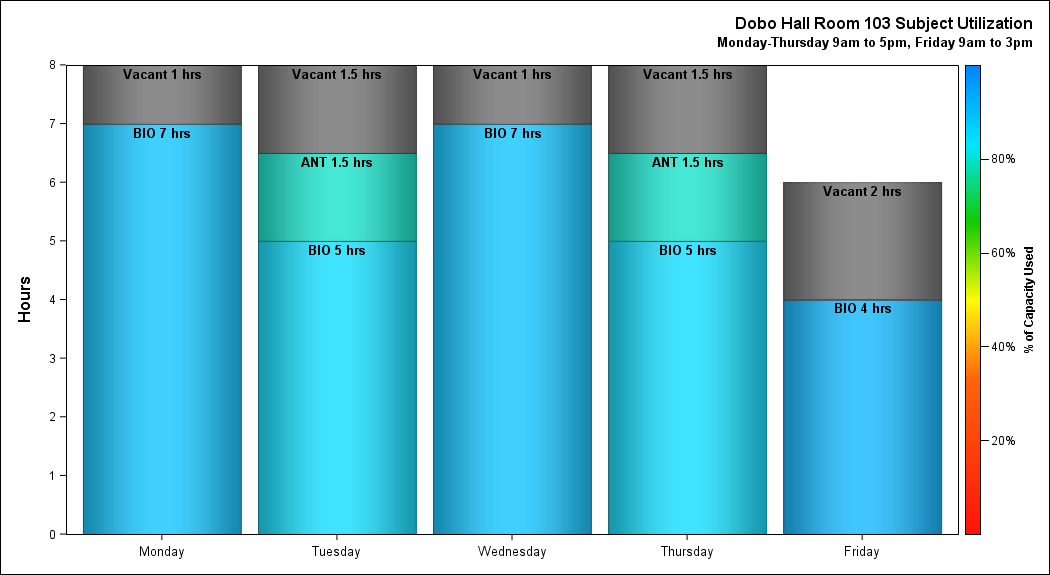 Dobo Hall Room 103 Subject Utilization
Monday-Thursday 9am to 5pm, Friday 9am to 3pm
Hours
8
7
6
5
4
3
2
1
0
Vacant 1 hrs
BIO 7 hrs
Vacant 1.5 hrs
ANT 1.5 hrs
BIO 5 hrs
Vacant 1 hrs
BIO 7 hrs
Vacant 1.5 hrs
ANT 1.5 hrs
BIO 5 hrs
Vacant 2 hrs
BIO 4 hrs
Monday
Tuesday
Wednesday
Thursday
Friday
80%
60%
40%
20%
% of Capacity Used